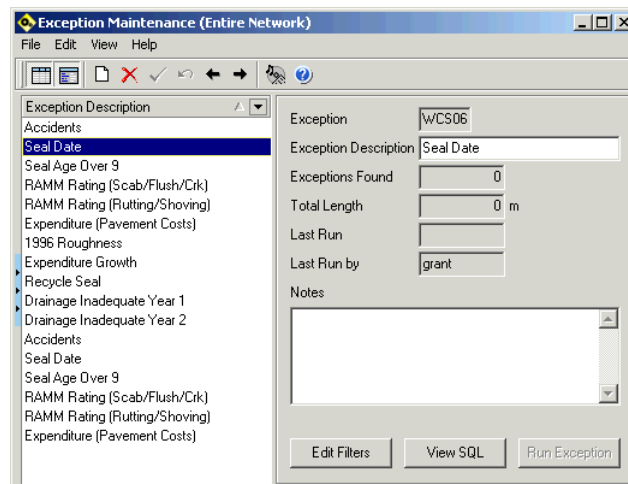 Exception Maintenance (Entire Network)
File Edit View Help
Exception Description
Accidents
Seal Date
Seal Age Over 9
RAMM Rating (Scab/Flush/Crk)
RAMM Rating (Rutting/Shoving)
Expenditure (Pavement Costs)
1996 Roughness
Expenditure Growth
Recycle Seal
Drainage Inadequate Year 1
Drainage Inadequate Year 2
Accidents
Seal Date
Seal Age Over 9
RAMM Rating (Scab/Flush/Crk)
RAMM Rating (Rutting/Shoving)
Expenditure (Pavement Costs)
Exception WCS06
Exception Description Seal Date
Exceptions Found 0
Total Length 0 m
Last Run
Last Run by grant
Notes
Edit Filters View SQL Run Exception